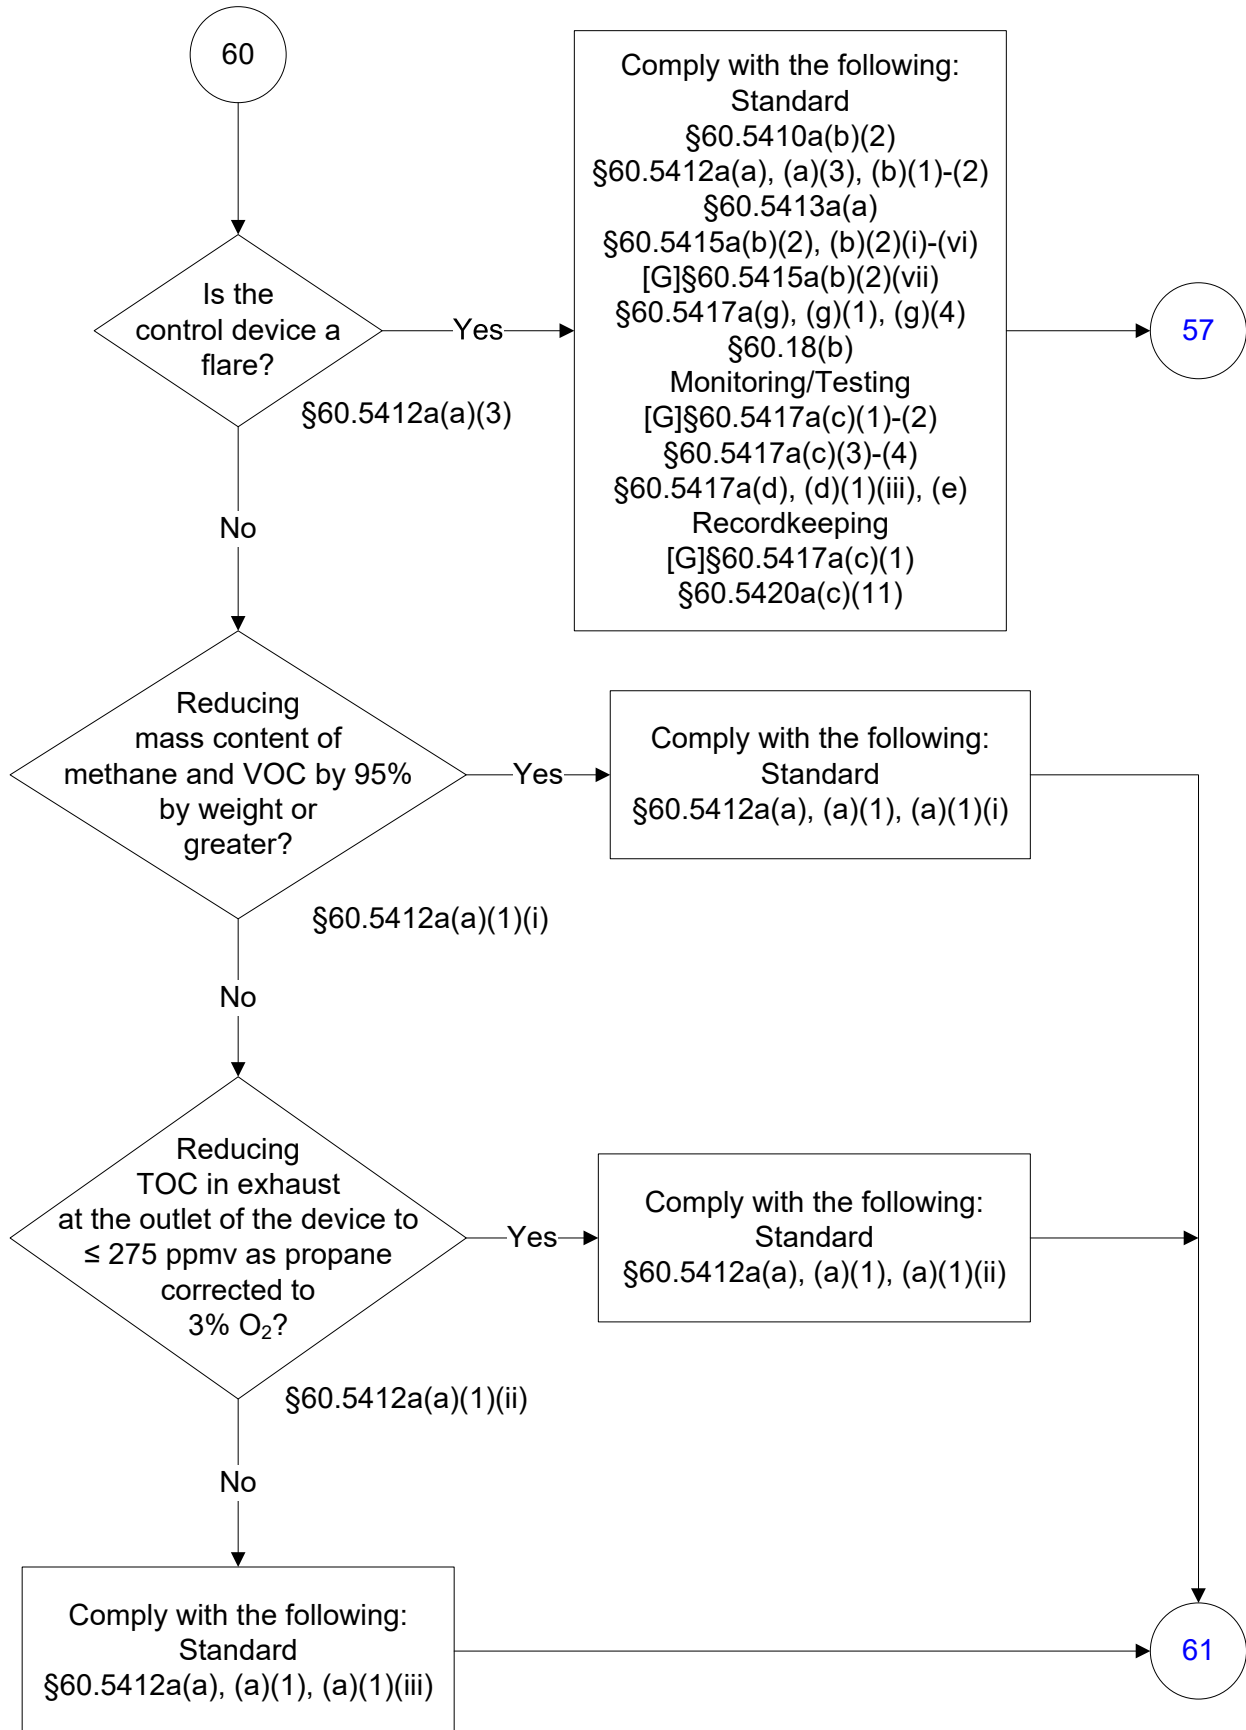 60
Comply with the following:
Standard
§60.5410a(b)(2)
§60.5412a(a), (a)(3), (b)(1)-(2)
§60.5413a(a)
§60.5415a(b)(2), (b)(2)(i)-(vi)
[G]§60.5415a(b)(2)(vii)
§60.5417a(g), (g)(1), (g)(4)
§60.18(b)
Monitoring/Testing
[G]§60.5417a(c)(1)-(2)
§60.5417a(c)(3)-(4)
§60.5417a(d), (d)(1)(iii), (e)
Recordkeeping
[G]§60.5417a(c)(1)
§60.5420a(c)(11)
Is the
control device a
flare?
Yes
57
§60.5412a(a)(3)
No
Reducing
mass content of
methane and VOC by 95%
by weight or
greater?
Yes
Comply with the following:
Standard
§60.5412a(a), (a)(1), (a)(1)(i)
§60.5412a(a)(1)(i)
No
Reducing
TOC in exhaust
at the outlet of the device to
≤ 275 ppmv as propane
corrected to
3% O₂?
Yes
Comply with the following:
Standard
§60.5412a(a), (a)(1), (a)(1)(ii)
§60.5412a(a)(1)(ii)
No
Comply with the following:
Standard
§60.5412a(a), (a)(1), (a)(1)(iii)
61